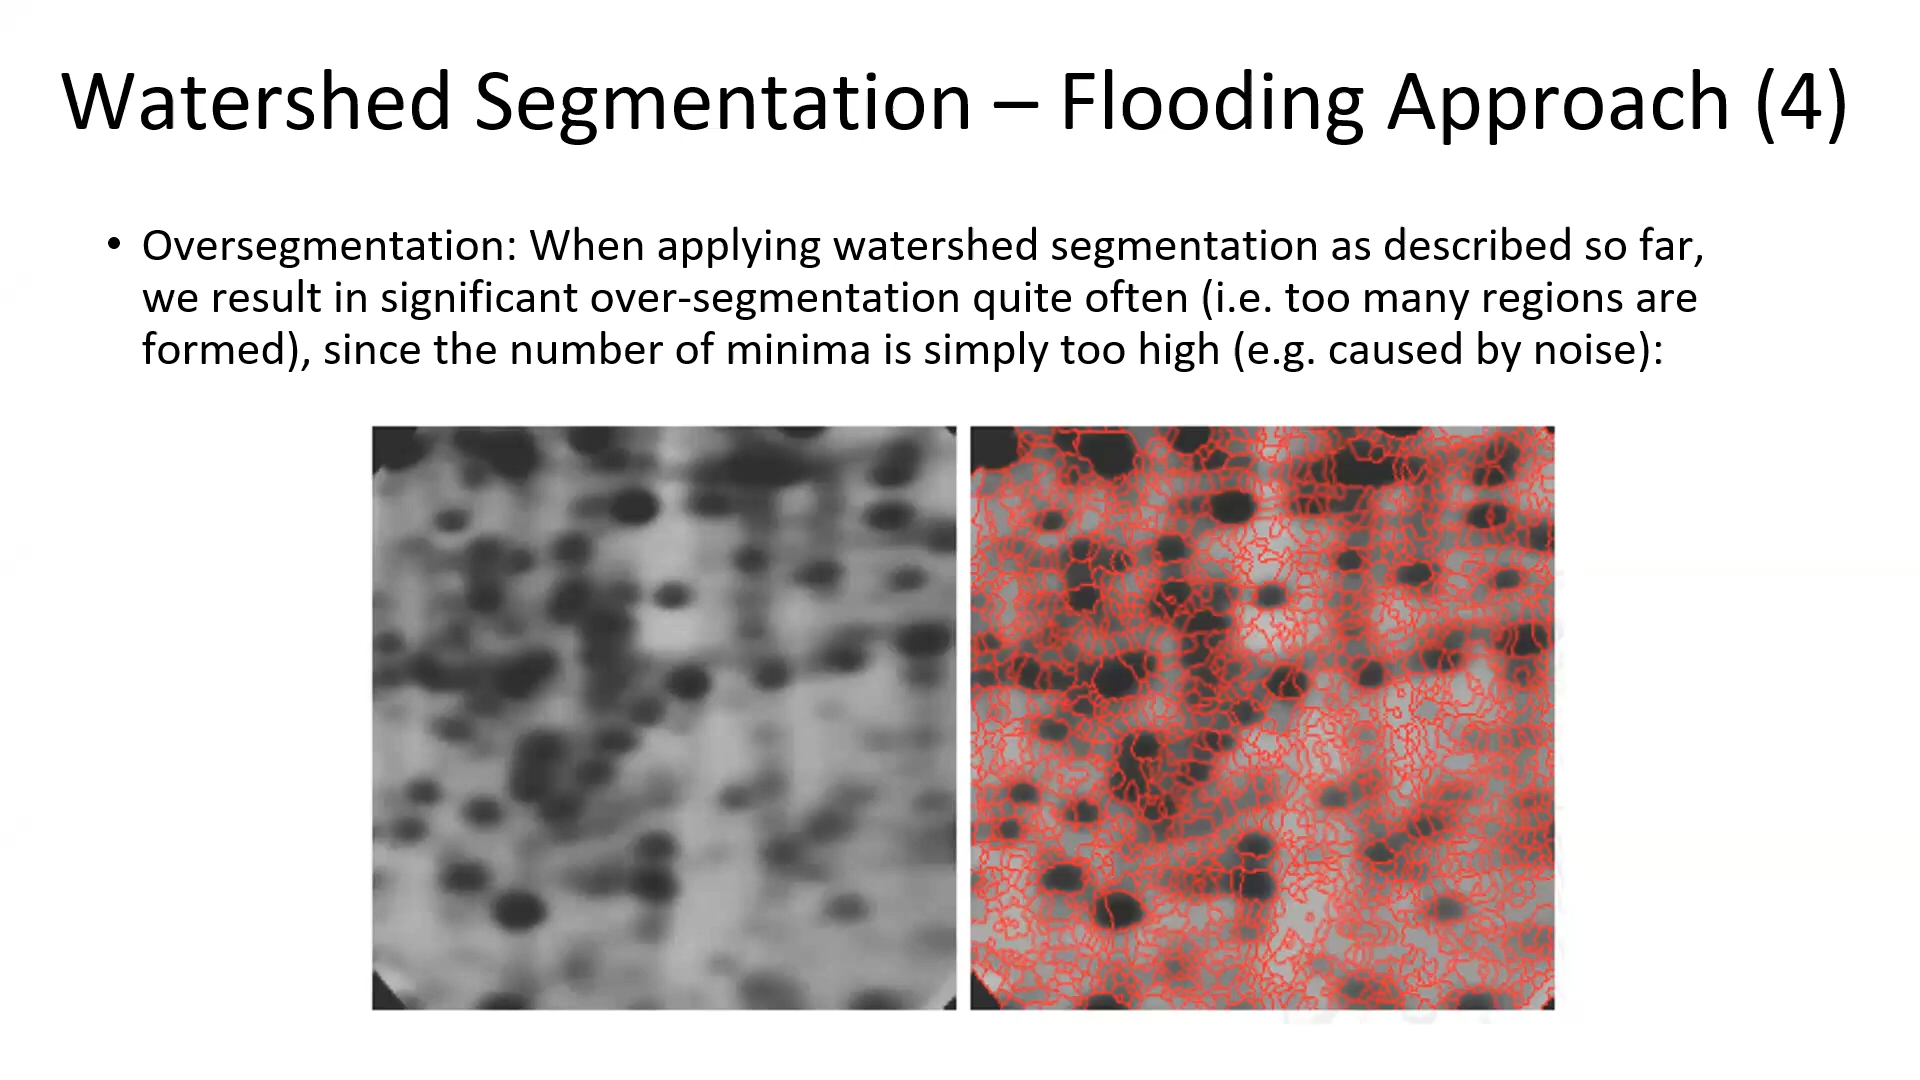 Watershed Segmentation – Flooding Approach (4)
• Oversegmentation: When applying watershed segmentation as described so far,
we result in significant over-segmentation quite often (i.e. too many regions are
formed), since the number of minima is simply too high (e.g. caused by noise):